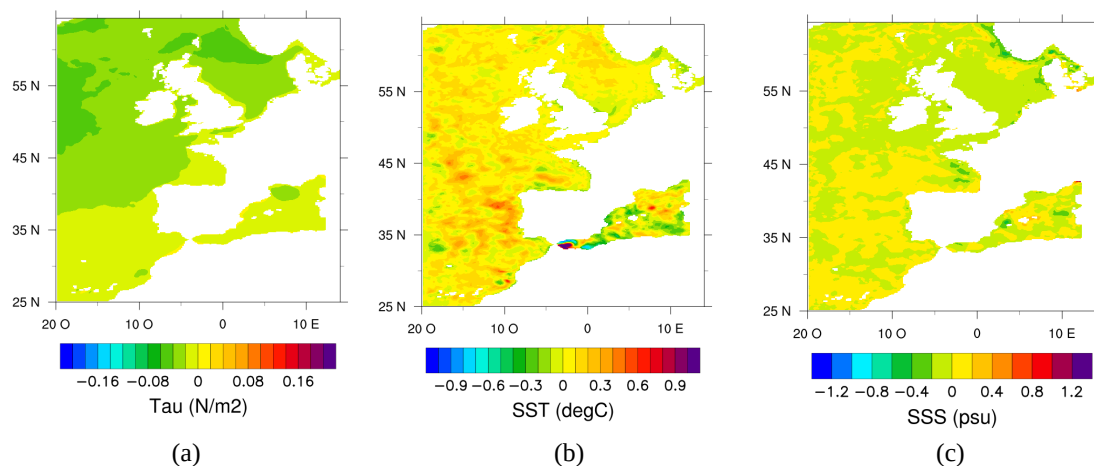 55 N
45 N
35 N
25 N
20 O
10 O
0
10 E
−0.16
−0.08
0
0.08
0.16
Tau (N/m2)
(a)
55 N
45 N
35 N
25 N
20 O
10 O
0
10 E
−0.9
−0.6
−0.3
0
0.3
0.6
0.9
SST (degC)
(b)
55 N
45 N
35 N
25 N
20 O
10 O
0
10 E
−1.2
−0.8
−0.4
0
0.4
0.8
1.2
SSS (psu)
(c)